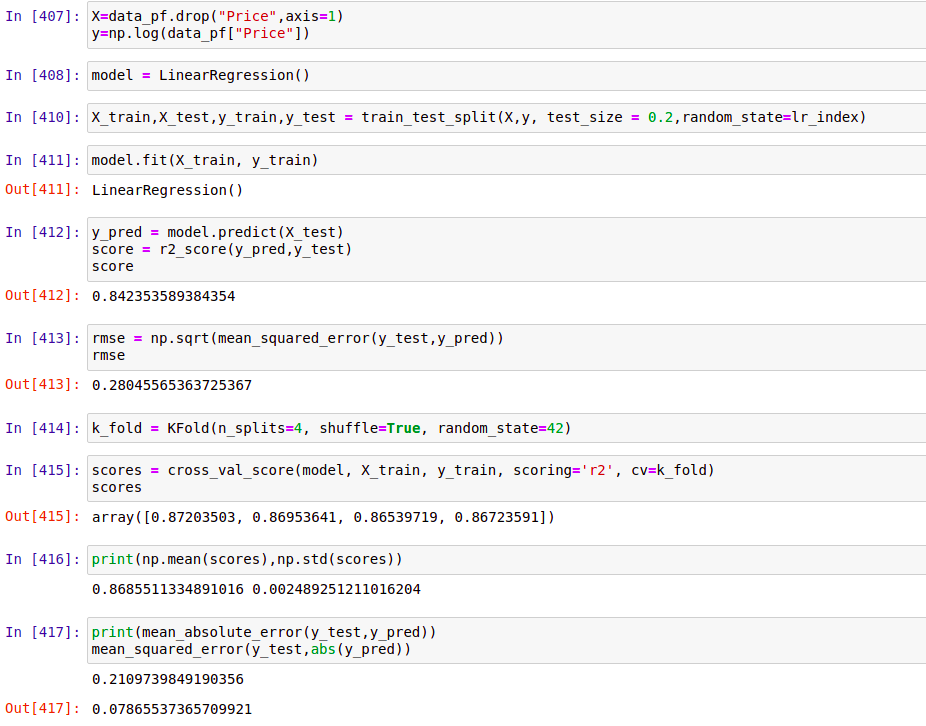 In [407]: X=data_pf.drop("Price",axis=1)
y=np.log(data_pf["Price"])
In [408]: model = LinearRegression()
In [410]: X_train,X_test,y_train,y_test = train_test_split(X,y, test_size = 0.2,random_state=lr_index)
In [411]: model.fit(X_train, y_train)
Out[411]: LinearRegression()
In [412]: y_pred = model.predict(X_test)
score = r2_score(y_pred,y_test)
score
Out[412]: 0.842353589384354
In [413]: rmse = np.sqrt(mean_squared_error(y_test,y_pred))
rmse
Out[413]: 0.28045565363725367
In [414]: k_fold = KFold(n_splits=4, shuffle=True, random_state=42)
In [415]: scores = cross_val_score(model, X_train, y_train, scoring='r2', cv=k_fold)
scores
Out[415]: array([0.87203503, 0.86953641, 0.86539719, 0.86723591])
In [416]: print(np.mean(scores),np.std(scores))
0.8685511334891016 0.002489251211016204
In [417]: print(mean_absolute_error(y_test,y_pred))
mean_squared_error(y_test,abs(y_pred))
0.2109739849190356
Out[417]: 0.07865537365709921